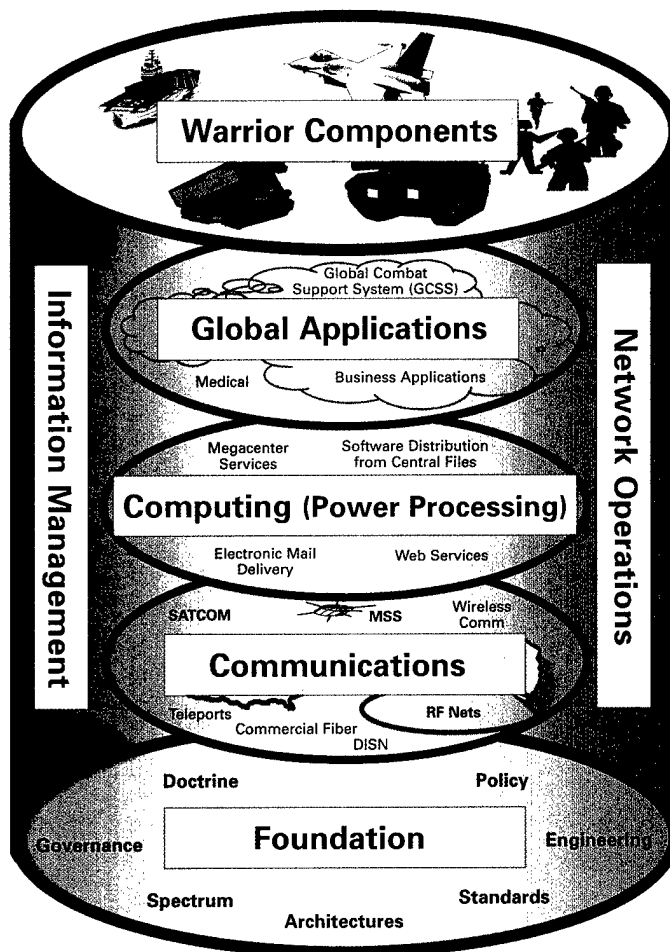 Warrior Components
Information Management
Network Operations
Global Combat
Support System (GCSS)
Global Applications
Medical
Business Applications
Megacenter
Services
Software Distribution
from Central Files
Computing (Power Processing)
Electronic Mail
Delivery
Web Services
SATCOM
MSS
Wireless
Comm
Communications
Teleports
Commercial Fiber
DISN
RF Nets
Doctrine
Policy
Governance
Foundation
Engineering
Spectrum
Architectures
Standards